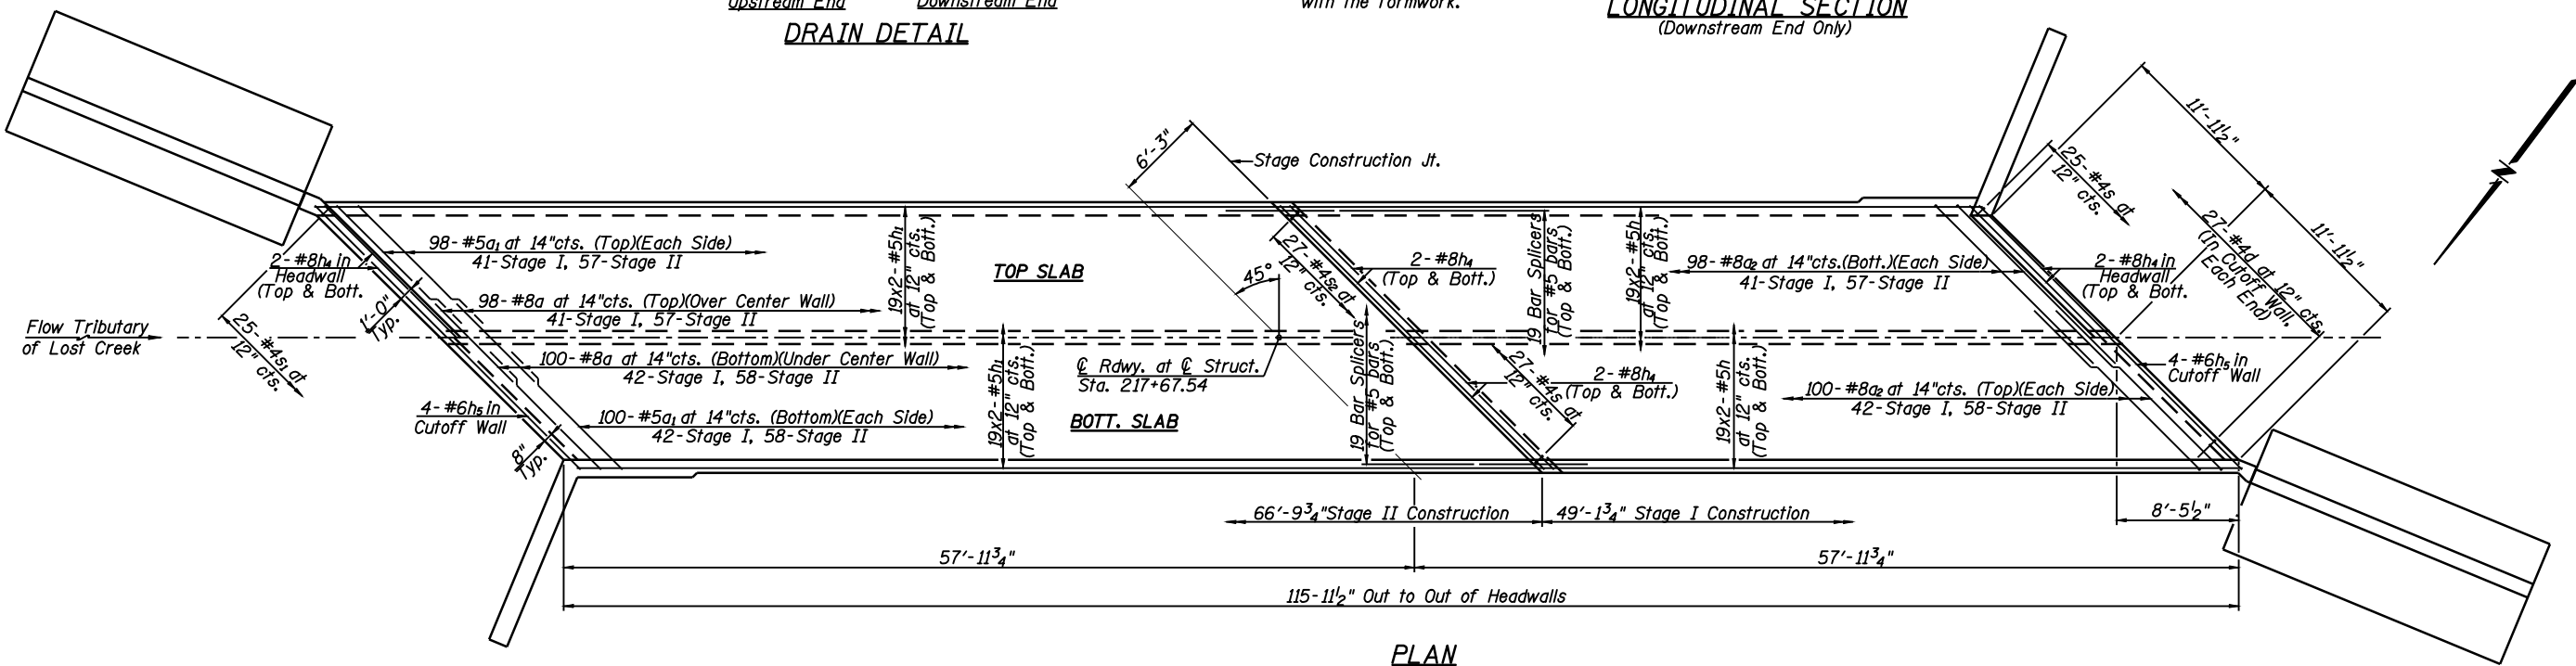 Upstream End
Downstream End
with the formwork.
LONGITUDINAL SECTION
(Downstream End Only)
DRAIN DETAIL
6'-3"
Stage Construction Jt.
11'-11½"
11'-11½"
25-#4s at
12" cts.
27-#4d at 12" cts.
(In Cutoff Wall,
Each End)
N
98-#5a₁ at 14"cts. (Top)(Each Side)
41-Stage I, 57-Stage II
2-#8h₄ in
Headwall
(Top & Bott.
19x2-#5h₁
at 12" cts.
(Top & Bott.)
TOP SLAB
45°
27-#4s₂ at
12" cts.
2-#8h₄
(Top & Bott.)
19 Bar Splicers
for #5 bars
(Top & Bott.)
19x2-#5h
at 12" cts.
(Top & Bott.)
98-#8a₂ at 14"cts.(Bott.)(Each Side)
41-Stage I, 57-Stage II
2-#8h₄ in
Headwall
(Top & Bott.
98-#8a at 14"cts. (Top)(Over Center Wall)
41-Stage I, 57-Stage II
1'-0"
Typ.
Flow Tributary
of Lost Creek
25-#4s₁ at
12" cts.
100-#8a at 14"cts. (Bottom)(Under Center Wall)
42-Stage I, 58-Stage II
19x2-#5h₁
at 12" cts.
(Top & Bott.)
℄ Rdwy. at ℄ Struct.
Sta. 217+67.54
19 Bar Splicers
for #5 bars
(Top & Bott.)
27-#4s at
12" cts.
2-#8h₄
(Top & Bott.)
19x2-#5h
at 12" cts.
(Top & Bott.)
100-#8a₂ at 14"cts. (Top)(Each Side)
42-Stage I, 58-Stage II
4-#6h₅ in
Cutoff Wall
4-#6h₅ in
Cutoff Wall
100-#5a₁ at 14"cts. (Bottom)(Each Side)
42-Stage I, 58-Stage II
BOTT. SLAB
8"
Typ.
66'-9¾"Stage II Construction
49'-1¾" Stage I Construction
8'-5½"
57'-11¾"
57'-11¾"
115-11½" Out to Out of Headwalls
PLAN